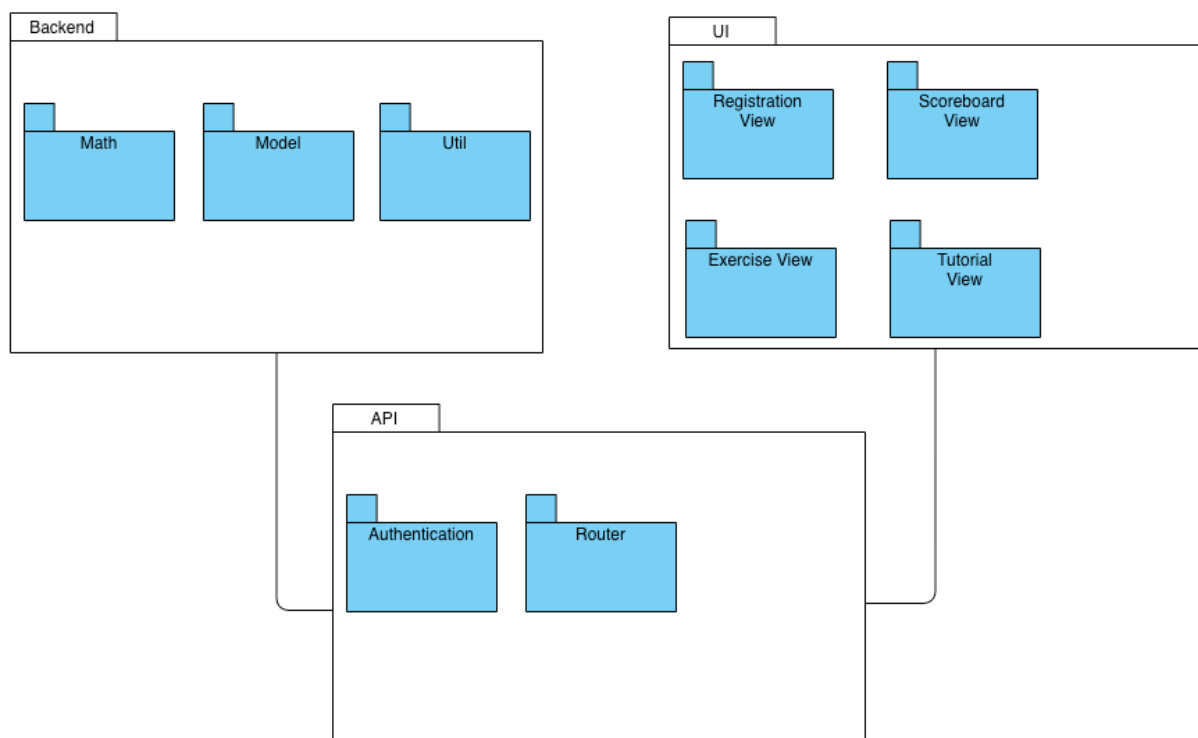 Backend
Math
Model
Util
UI
Registration
View
Scoreboard
View
Exercise View
Tutorial
View
API
Authentication
Router